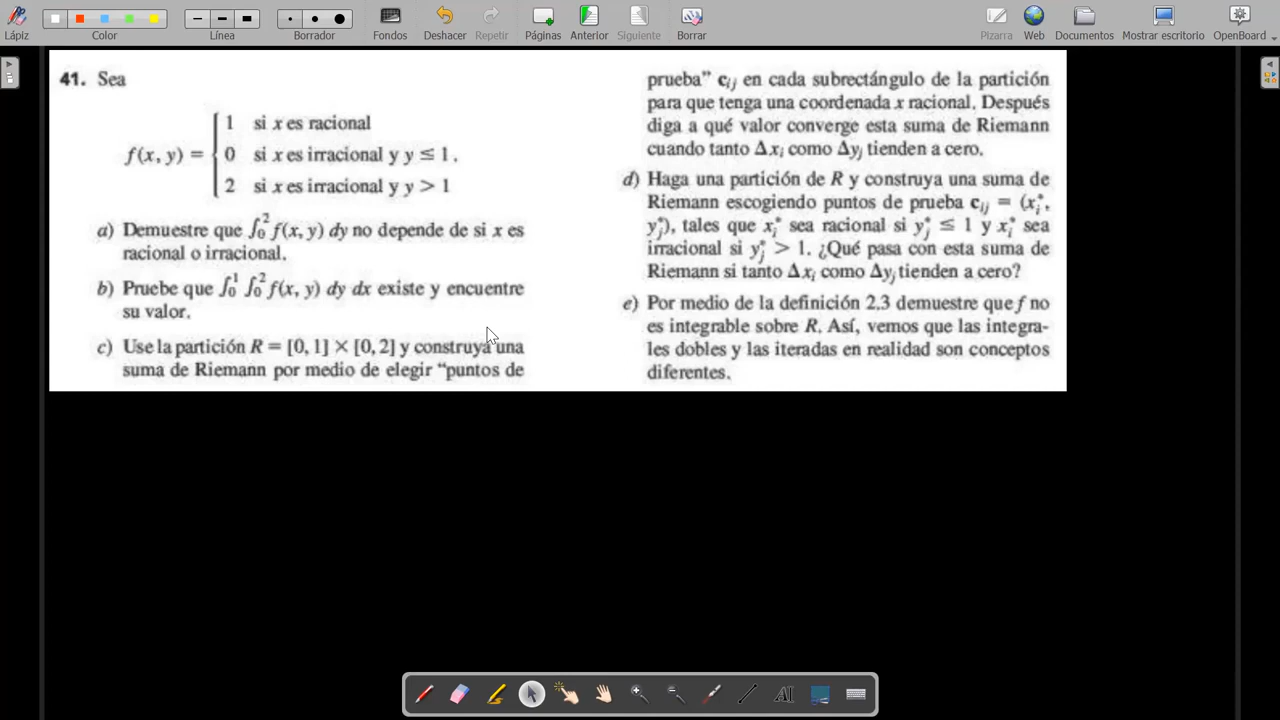 Lápiz
Color
Línea
Borrador
Fondos
Deshacer
Repetir
Páginas
Anterior
Siguiente
Borrar
Pizarra
Web
Documentos
Mostrar escritorio
OpenBoard
41. Sea
f(x, y) = { 1 si x es racional
0 si x es irracional y y ≤ 1 .
2 si x es irracional y y > 1
a) Demuestre que ∫₀² f(x, y) dy no depende de si x es
racional o irracional.
b) Pruebe que ∫₀¹ ∫₀² f(x, y) dy dx existe y encuentre
su valor.
c) Use la partición R = [0, 1] × [0, 2] y construya una
suma de Riemann por medio de elegir “puntos de
prueba” cᵢⱼ en cada subrectángulo de la partición
para que tenga una coordenada x racional. Después
diga a qué valor converge esta suma de Riemann
cuando tanto Δxᵢ como Δyⱼ tienden a cero.
d) Haga una partición de R y construya una suma de
Riemann escogiendo puntos de prueba cᵢⱼ = (xᵢ*,
yⱼ*), tales que xᵢ* sea racional si yⱼ* ≤ 1 y xᵢ* sea
irracional si yⱼ* > 1. ¿Qué pasa con esta suma de
Riemann si tanto Δxᵢ como Δyⱼ tienden a cero?
e) Por medio de la definición 2.3 demuestre que f no
es integrable sobre R. Así, vemos que las integra-
les dobles y las iteradas en realidad son conceptos
diferentes.
AI